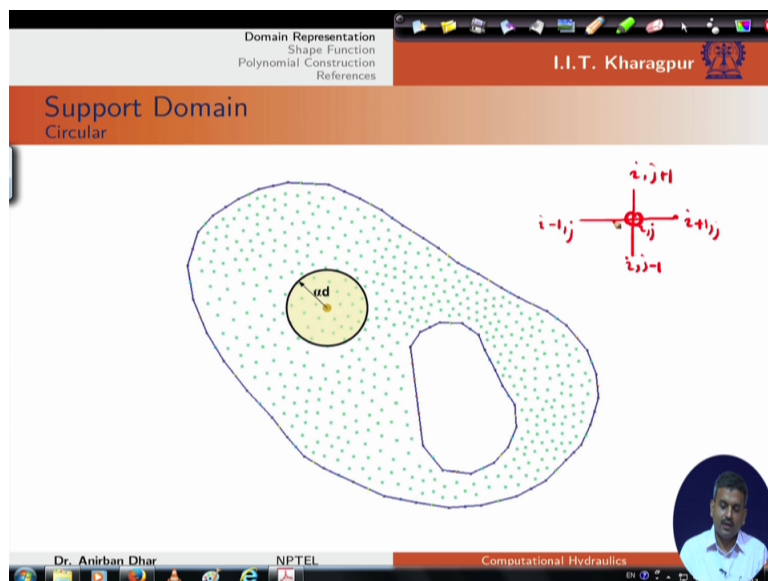 Domain Representation
Shape Function
Polynomial Construction
References
I.I.T. Kharagpur
Support Domain
Circular
αd
i, j+1
i-1, j
i, j
i+1, j
i, j-1
Dr. Anirban Dhar
NPTEL
Computational Hydraulics
EN